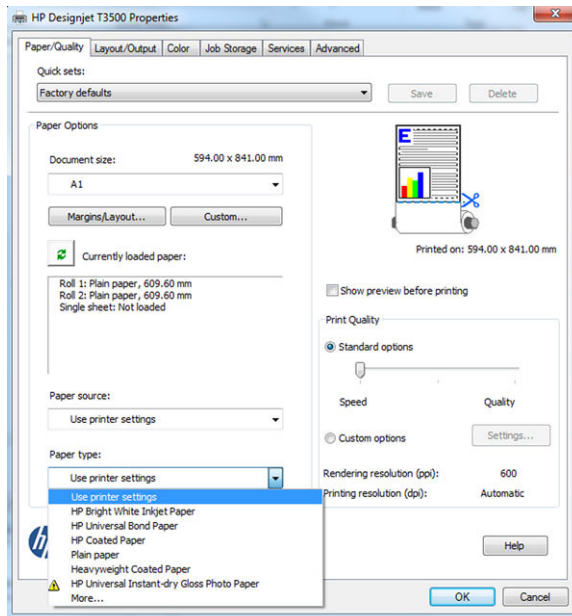 HP Designjet T3500 Properties
Paper/Quality Layout/Output Color Job Storage Services Advanced
Quick sets:
Factory defaults
Save Delete
Paper Options
Document size: 594.00 x 841.00 mm
A1
Margins/Layout... Custom...
Currently loaded paper:
Roll 1: Plain paper, 609.60 mm
Roll 2: Plain paper, 609.60 mm
Single sheet: Not loaded
Paper source:
Use printer settings
Paper type:
Use printer settings
Use printer settings
HP Bright White Inkjet Paper
HP Universal Bond Paper
HP Coated Paper
Plain paper
Heavyweight Coated Paper
HP Universal Instant-dry Gloss Photo Paper
More...
E
Printed on: 594.00 x 841.00 mm
Show preview before printing
Print Quality
Standard options
Speed Quality
Custom options Settings...
Rendering resolution (ppi): 600
Printing resolution (dpi): Automatic
Help
OK Cancel